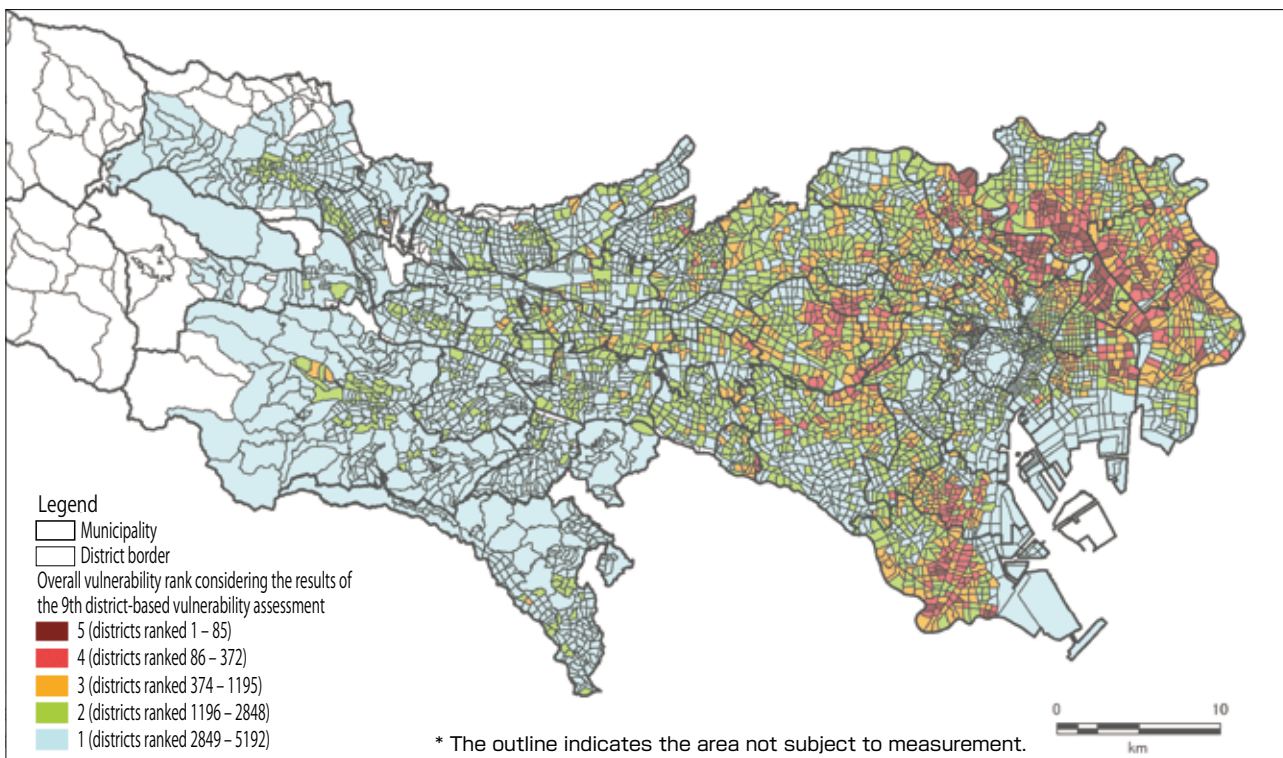 Legend
Municipality
District border
Overall vulnerability rank considering the results of
the 9th district-based vulnerability assessment
5 (districts ranked 1 – 85)
4 (districts ranked 86 – 372)
3 (districts ranked 374 – 1195)
2 (districts ranked 1196 – 2848)
1 (districts ranked 2849 – 5192)
* The outline indicates the area not subject to measurement.
0 10
km